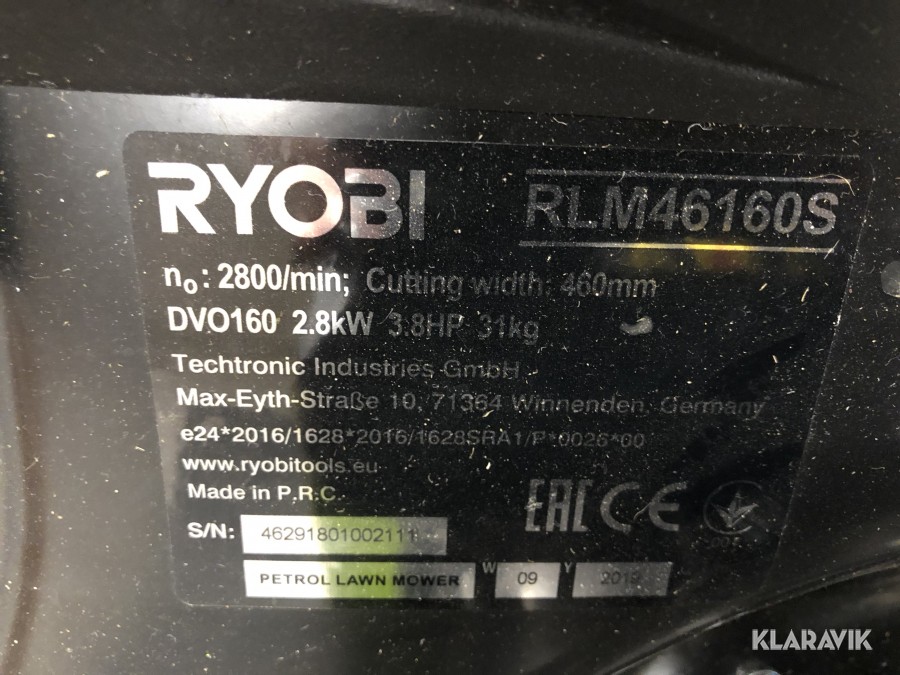 RYOBI
RLM46160S
n₀: 2800/min; Cutting width: 460mm
DVO160 2.8kW 3.8HP 31kg
Techtronic Industries GmbH
Max-Eyth-Straße 10, 71364 Winnenden, Germany
e24*2016/1628*2016/1628SRA1/P*0026*00
www.ryobitools.eu
Made in P.R.C.
EAC CE
S/N: 46291801002111
PETROL LAWN MOWER W 09 Y 2019
KLARAVIK